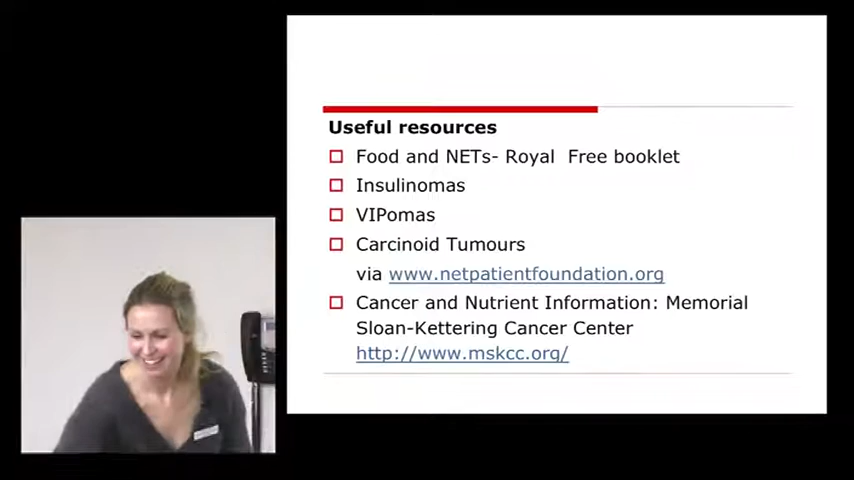 Useful resources
Food and NETs- Royal Free booklet
Insulinomas
VIPomas
Carcinoid Tumours
via www.netpatientfoundation.org
Cancer and Nutrient Information: Memorial
Sloan-Kettering Cancer Center
http://www.mskcc.org/